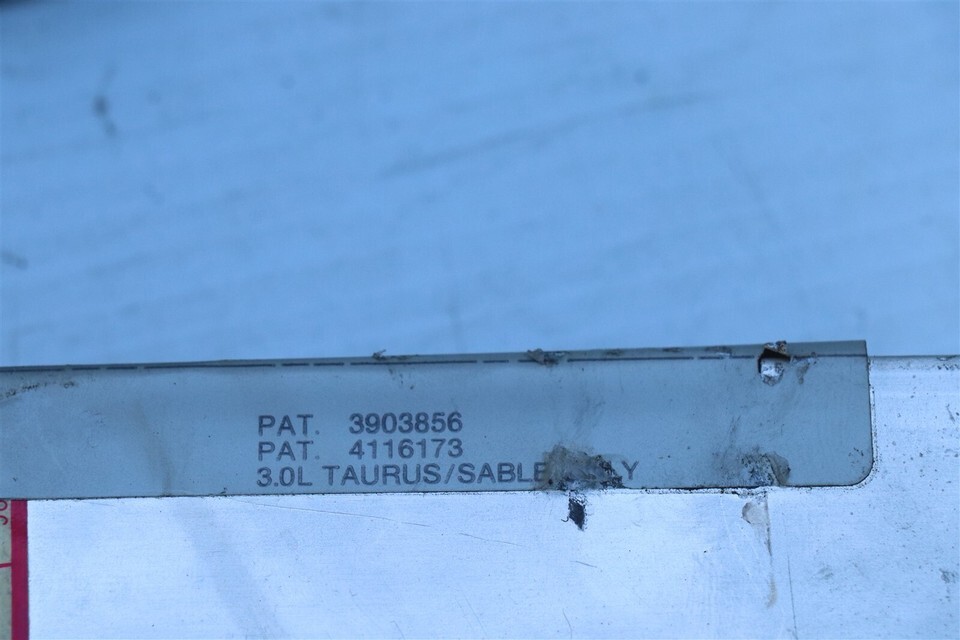 PAT. 3903856
PAT. 4116173
3.0L TAURUS/SABLE